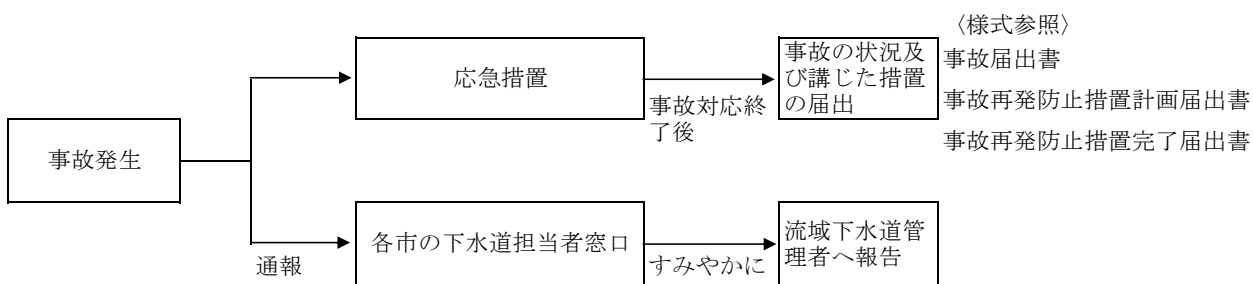 〈様式参照〉
事故届出書
事故再発防止措置計画届出書
事故再発防止措置完了届出書
事故発生
応急措置
事故対応終
了後
事故の状況及
び講じた措置
の届出
通報
各市の下水道担当者窓口
すみやかに
流域下水道管
理者へ報告